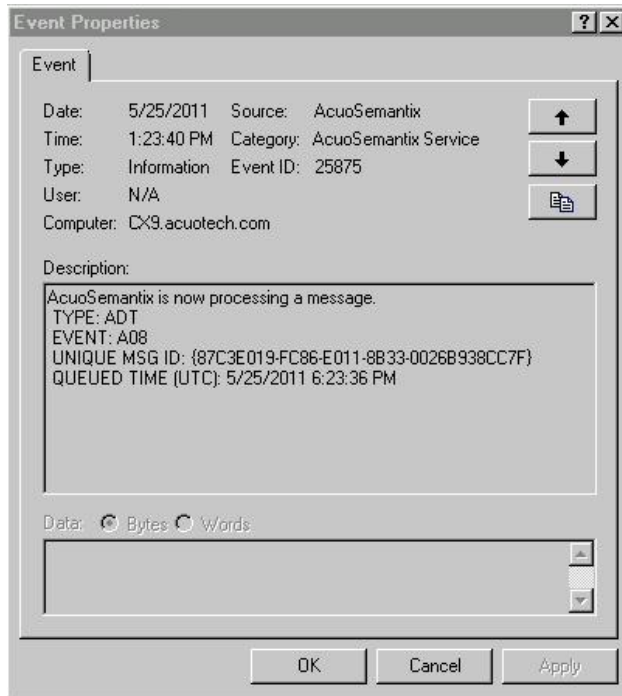 Event Properties
Event
Date: 5/25/2011 Source: AcuoSemantix
Time: 1:23:40 PM Category: AcuoSemantix Service
Type: Information Event ID: 25875
User: N/A
Computer: CX9.acuotech.com
Description:
AcuoSemantix is now processing a message.
TYPE: ADT
EVENT: A08
UNIQUE MSG ID: {87C3E019-FC86-E011-8B33-0026B938CC7F}
QUEUED TIME (UTC): 5/25/2011 6:23:36 PM
Data: Bytes Words
OK Cancel Apply